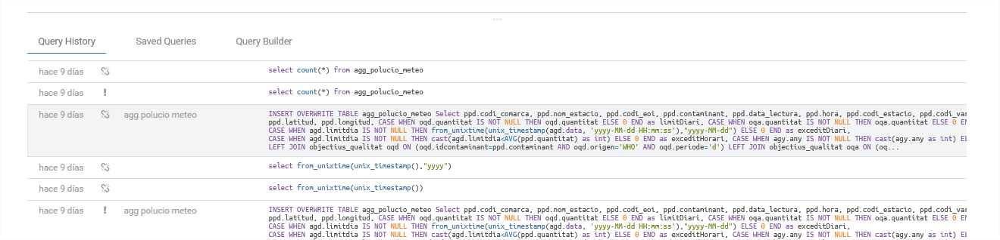 Query History Saved Queries Query Builder
hace 9 días select count(*) from agg_polucio_meteo
hace 9 días ! select count(*) from agg_polucio_meteo
hace 9 días agg polucio meteo INSERT OVERWRITE TABLE agg_polucio_meteo Select ppd.codi_comarca, ppd.nom_estacio, ppd.codi_eoi, ppd.contaminant, ppd.data_lectura, ppd.hora, ppd.codi_estacio, ppd.codi_var
ppd.latitud, ppd.longitud, CASE WHEN oqd.quantitat IS NOT NULL THEN oqd.quantitat ELSE 0 END as limitDiari, CASE WHEN oqa.quantitat IS NOT NULL THEN oqa.quantitat ELSE 0 EN
CASE WHEN agd.limitdia IS NOT NULL THEN from_unixtime(unix_timestamp(agd.data, 'yyyy-MM-dd HH:mm:ss'),"yyyy-MM-dd") ELSE 0 END as exceditDiari,
CASE WHEN agd.limitdia IS NOT NULL THEN cast(agd.limitdia<AVG(ppd.quantitat) as int) ELSE 0 END as exceditHorari, CASE WHEN agy.any IS NOT NULL THEN cast(agy.any as int) EL
LEFT JOIN objectius_qualitat oqd ON (oqd.idcontaminant=ppd.contaminant AND oqd.origen='WHO' AND oqd.periode='d') LEFT JOIN objectius_qualitat oqa ON (oq...
hace 9 días select from_unixtime(unix_timestamp(),"yyyy")
hace 9 días select from_unixtime(unix_timestamp())
hace 9 días ! agg polucio meteo INSERT OVERWRITE TABLE agg_polucio_meteo Select ppd.codi_comarca, ppd.nom_estacio, ppd.codi_eoi, ppd.contaminant, ppd.data_lectura, ppd.hora, ppd.codi_estacio, ppd.codi_var
ppd.latitud, ppd.longitud, CASE WHEN oqd.quantitat IS NOT NULL THEN oqd.quantitat ELSE 0 END as limitDiari, CASE WHEN oqa.quantitat IS NOT NULL THEN oqa.quantitat ELSE 0 EN
CASE WHEN agd.limitdia IS NOT NULL THEN from_unixtime(unix_timestamp(agd.data, 'yyyy-MM-dd HH:mm:ss'),"yyyy-MM-dd") ELSE 0 END as exceditDiari,
CASE WHEN agd.limitdia IS NOT NULL THEN cast(agd.limitdia<AVG(ppd.quantitat) as int) ELSE 0 END as exceditHorari, CASE WHEN agy.any IS NOT NULL THEN cast(agy.any as int) EL